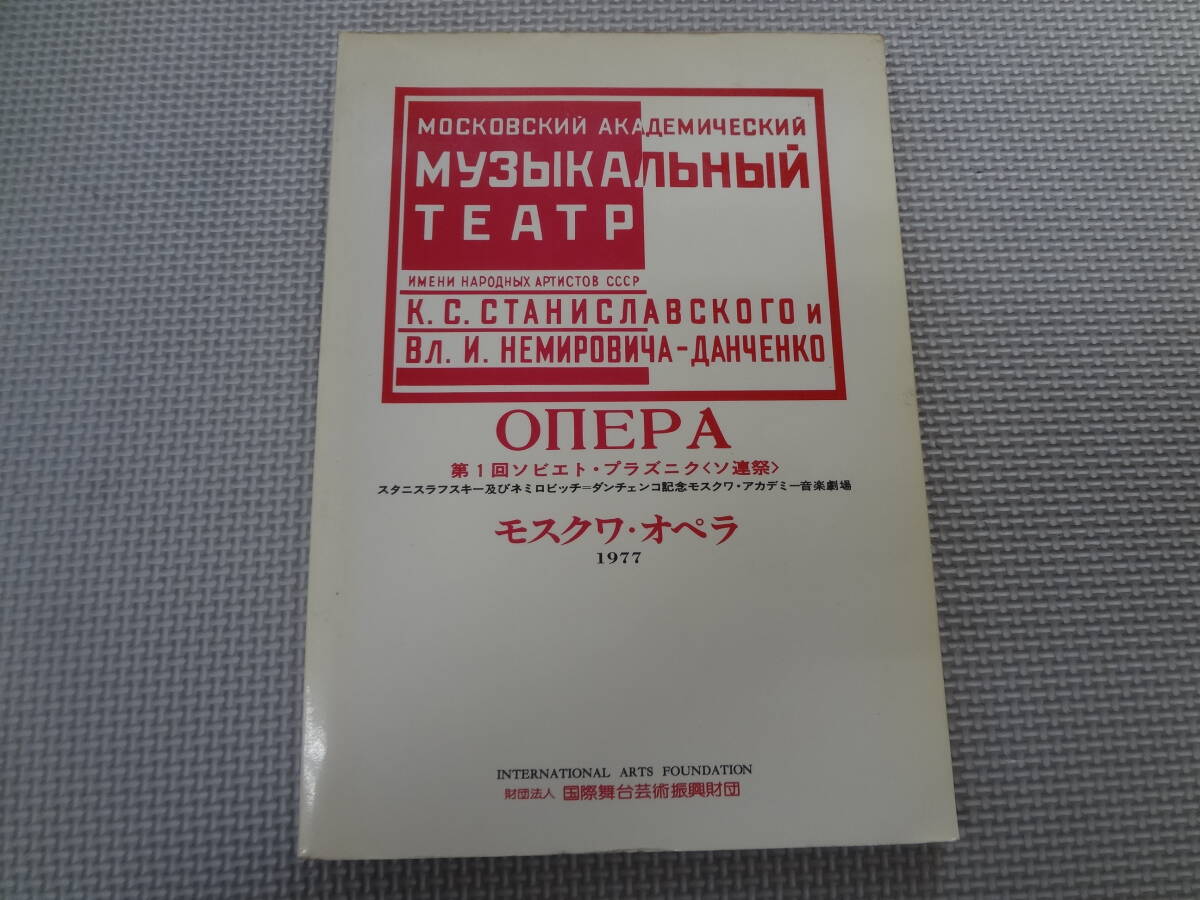 МОСКОВСКИЙ АКАДЕМИЧЕСКИЙ
МУЗЫКАЛЬНЫЙ
ТЕАТР
ИМЕНИ НАРОДНЫХ АРТИСТОВ СССР
К. С. СТАНИСЛАВСКОГО и
Вл. И. НЕМИРОВИЧА-ДАНЧЕНКО
ОПЕРА
第1回ソビエト・プラズニク〈ソ連祭〉
スタニスラフスキー及びネミロビッチ=ダンチェンコ記念モスクワ・アカデミー音楽劇場
モスクワ・オペラ
1977
INTERNATIONAL ARTS FOUNDATION
財団法人 国際舞台芸術振興財団